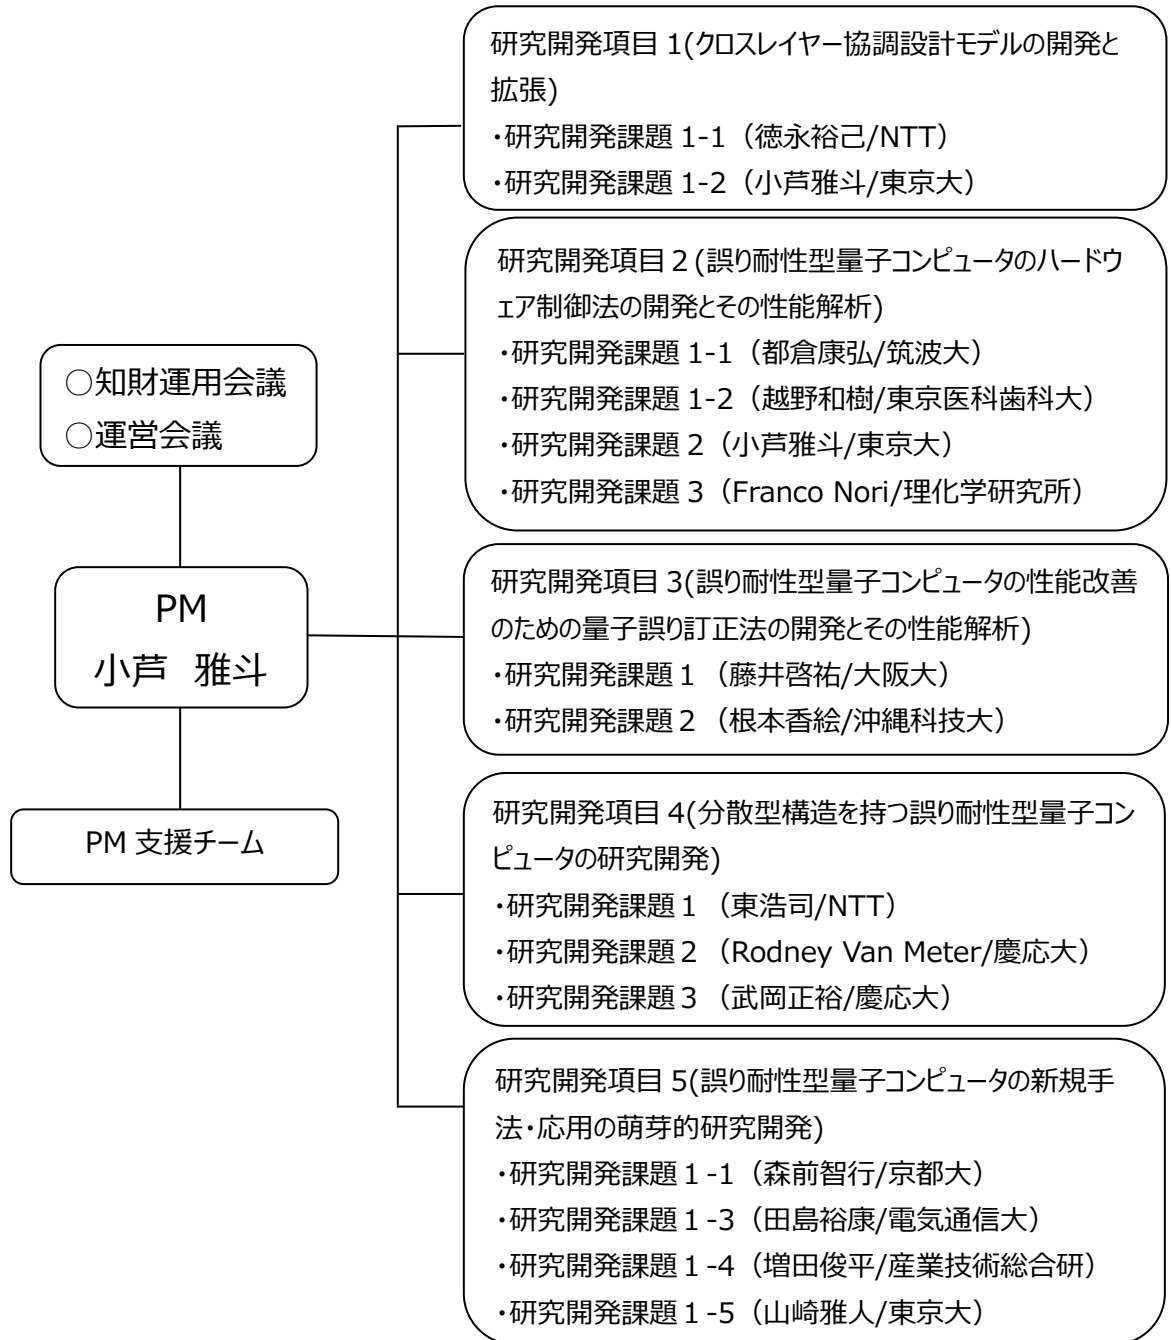 ○知財運用会議
○運営会議
PM
小芦 雅斗
PM 支援チーム
研究開発項目 1(クロスレイヤー協調設計モデルの開発と
拡張)
・研究開発課題 1-1（徳永裕己/NTT）
・研究開発課題 1-2（小芦雅斗/東京大）
研究開発項目 2 (誤り耐性型量子コンピュータのハードウ
ェア制御法の開発とその性能解析)
・研究開発課題 1-1（都倉康弘/筑波大）
・研究開発課題 1-2（越野和樹/東京医科歯科大）
・研究開発課題 2（小芦雅斗/東京大）
・研究開発課題 3（Franco Nori/理化学研究所）
研究開発項目 3(誤り耐性型量子コンピュータの性能改善
のための量子誤り訂正法の開発とその性能解析)
・研究開発課題 1 （藤井啓祐/大阪大）
・研究開発課題 2 （根本香絵/沖縄科技大）
研究開発項目 4(分散型構造を持つ誤り耐性型量子コン
ピュータの研究開発)
・研究開発課題 1 （東浩司/NTT）
・研究開発課題 2 （Rodney Van Meter/慶応大）
・研究開発課題 3 （武岡正裕/慶応大）
研究開発項目 5(誤り耐性型量子コンピュータの新規手
法・応用の萌芽的研究開発)
・研究開発課題 1 -1（森前智行/京都大）
・研究開発課題 1 -3（田島裕康/電気通信大）
・研究開発課題 1 -4（増田俊平/産業技術総合研）
・研究開発課題 1 -5（山崎雅人/東京大）